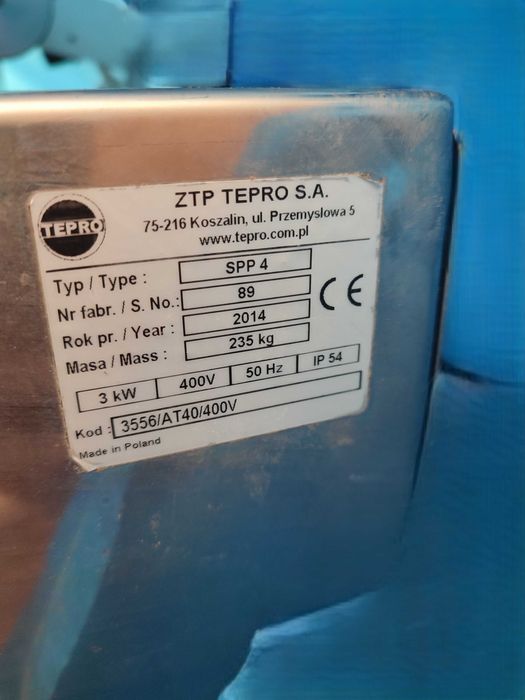 TEPRO
ZTP TEPRO S.A.
75-216 Koszalin, ul. Przemyslowa 5
www.tepro.com.pl
Typ / Type : SPP 4
Nr fabr. / S. No.: 89
Rok pr. / Year : 2014
Masa / Mass : 235 kg
CE
3 kW 400V 50 Hz IP 54
Kod : 3556/AT40/400V
Made in Poland